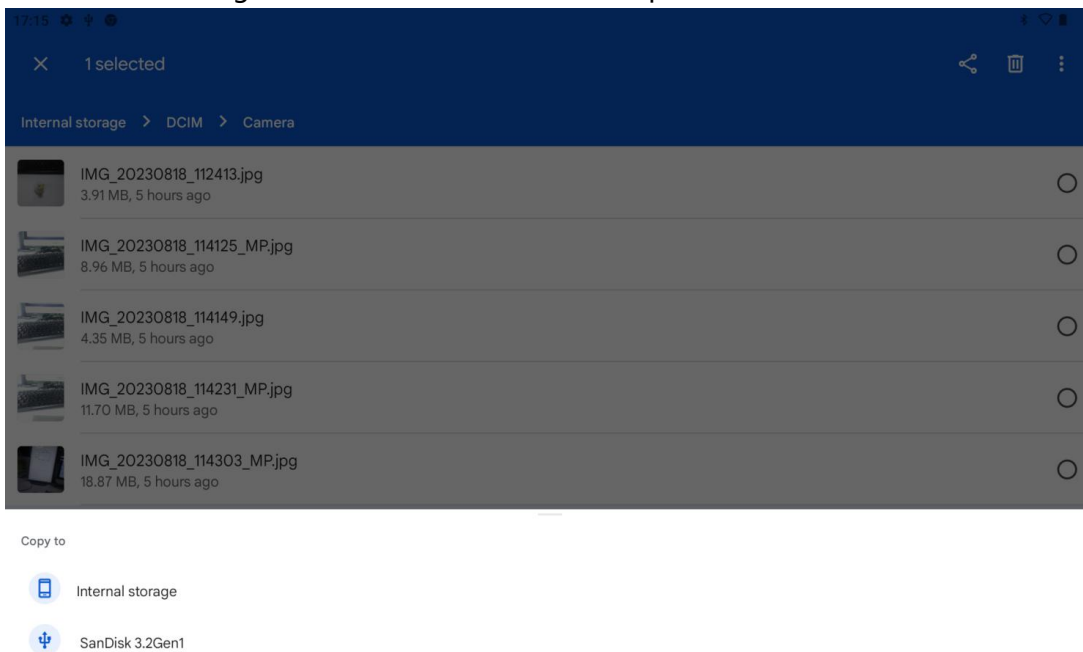 17:15
1 selected
Internal storage > DCIM > Camera
IMG_20230818_112413.jpg
3.91 MB, 5 hours ago
IMG_20230818_114125_MP.jpg
8.96 MB, 5 hours ago
IMG_20230818_114149.jpg
4.35 MB, 5 hours ago
IMG_20230818_114231_MP.jpg
11.70 MB, 5 hours ago
IMG_20230818_114303_MP.jpg
18.87 MB, 5 hours ago
Copy to
Internal storage
SanDisk 3.2Gen1